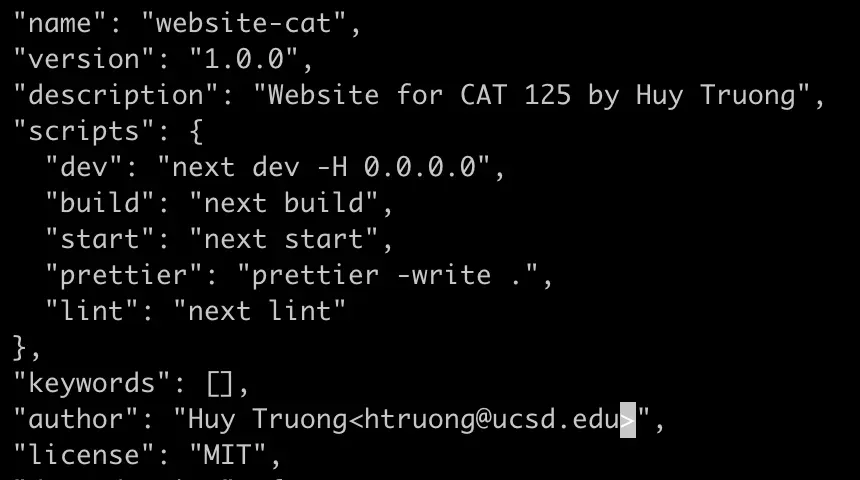 "name": "website-cat",
"version": "1.0.0",
"description": "Website for CAT 125 by Huy Truong",
"scripts": {
"dev": "next dev -H 0.0.0.0",
"build": "next build",
"start": "next start",
"prettier": "prettier -write .",
"lint": "next lint"
},
"keywords": [],
"author": "Huy Truong<htruong@ucsd.edu>",
"license": "MIT",